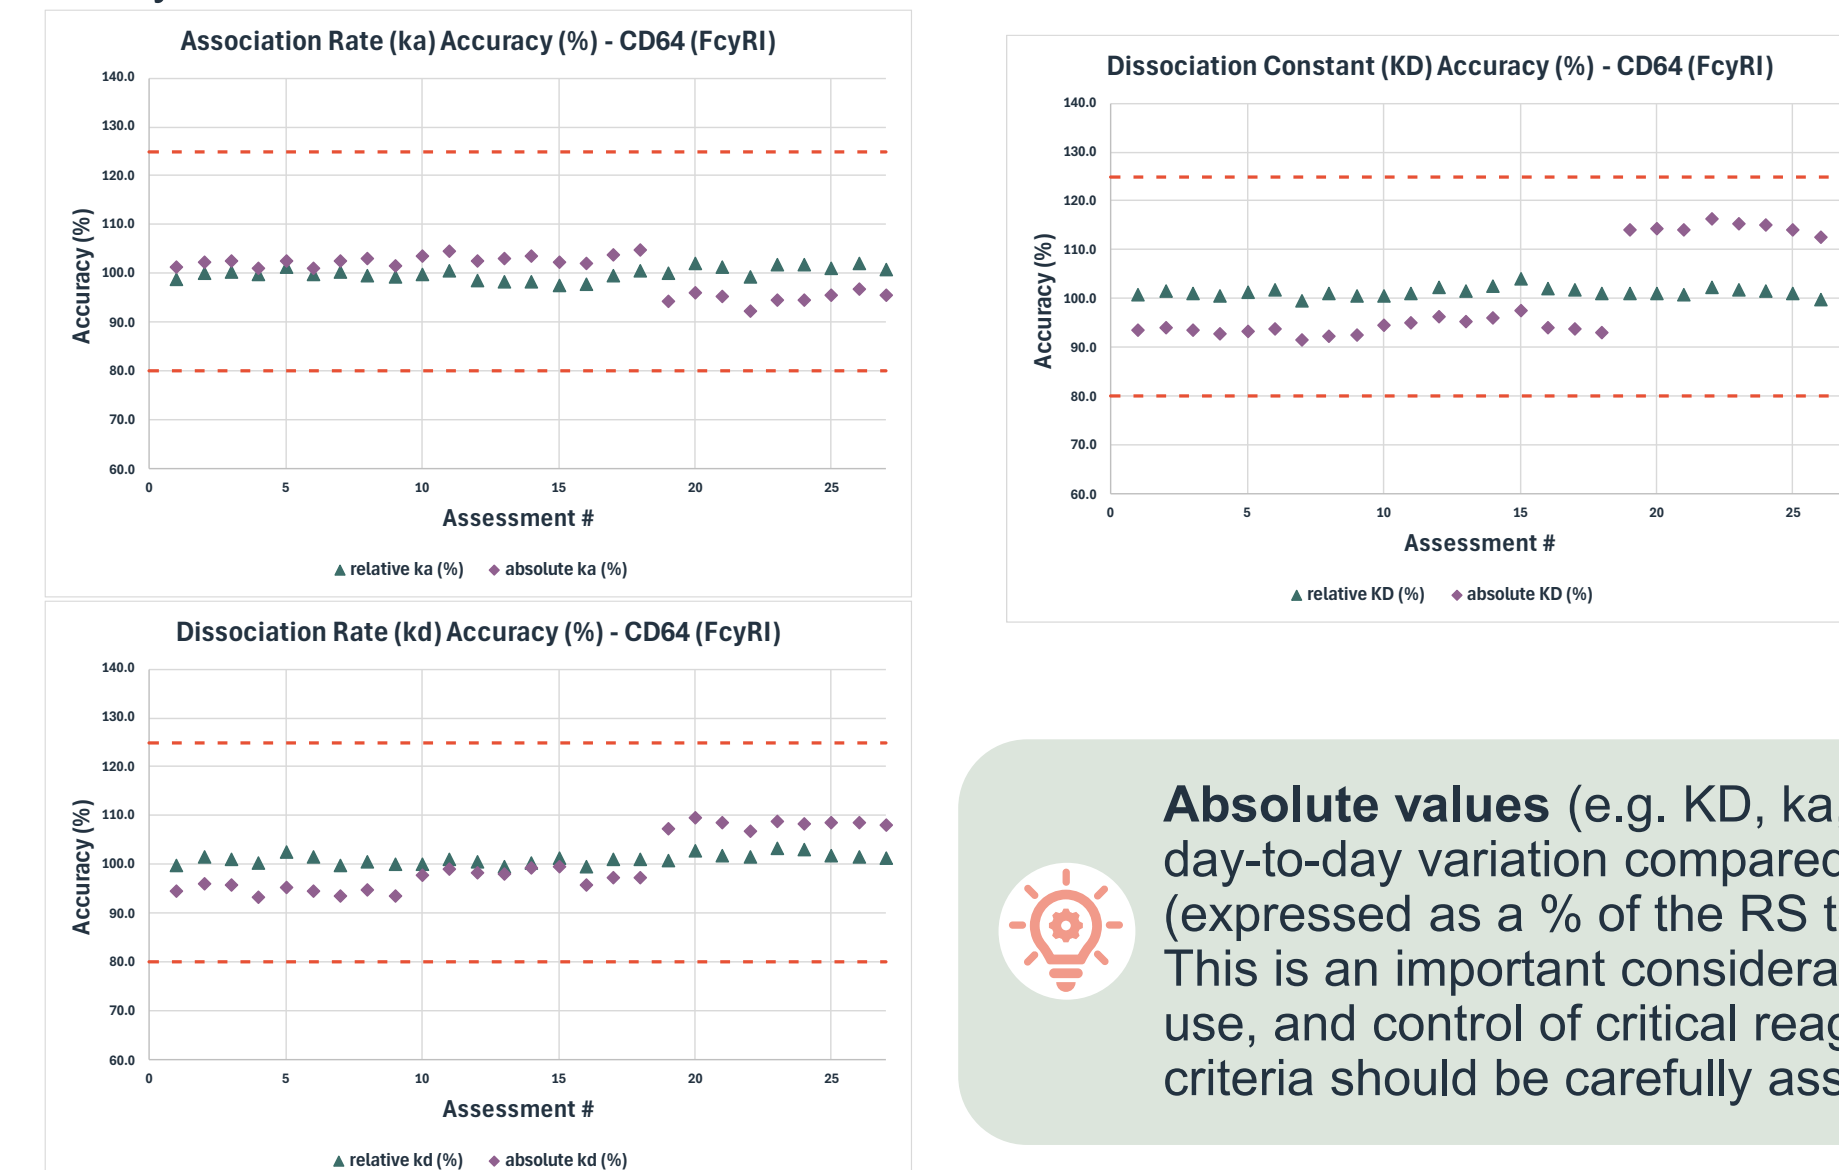 Association Rate (ka) Accuracy (%) - CD64 (FcyRI)
140.0
130.0
120.0
110.0
100.0
90.0
80.0
70.0
60.0
Accuracy (%)
0 5 10 15 20 25
Assessment #
relative ka (%) absolute ka (%)
Dissociation Rate (kd) Accuracy (%) - CD64 (FcyRI)
140.0
130.0
120.0
110.0
100.0
90.0
80.0
70.0
60.0
Accuracy (%)
0 5 10 15 20 25
Assessment #
relative kd (%) absolute kd (%)
Dissociation Constant (KD) Accuracy (%) - CD64 (FcyRI)
140.0
130.0
120.0
110.0
100.0
90.0
80.0
70.0
60.0
Accuracy (%)
0 5 10 15 20 25
Assessment #
relative KD (%) absolute KD (%)
Absolute values (e.g. KD, ka,
day-to-day variation compared
(expressed as a % of the RS
This is an important
use, and control of critical
criteria should be carefully